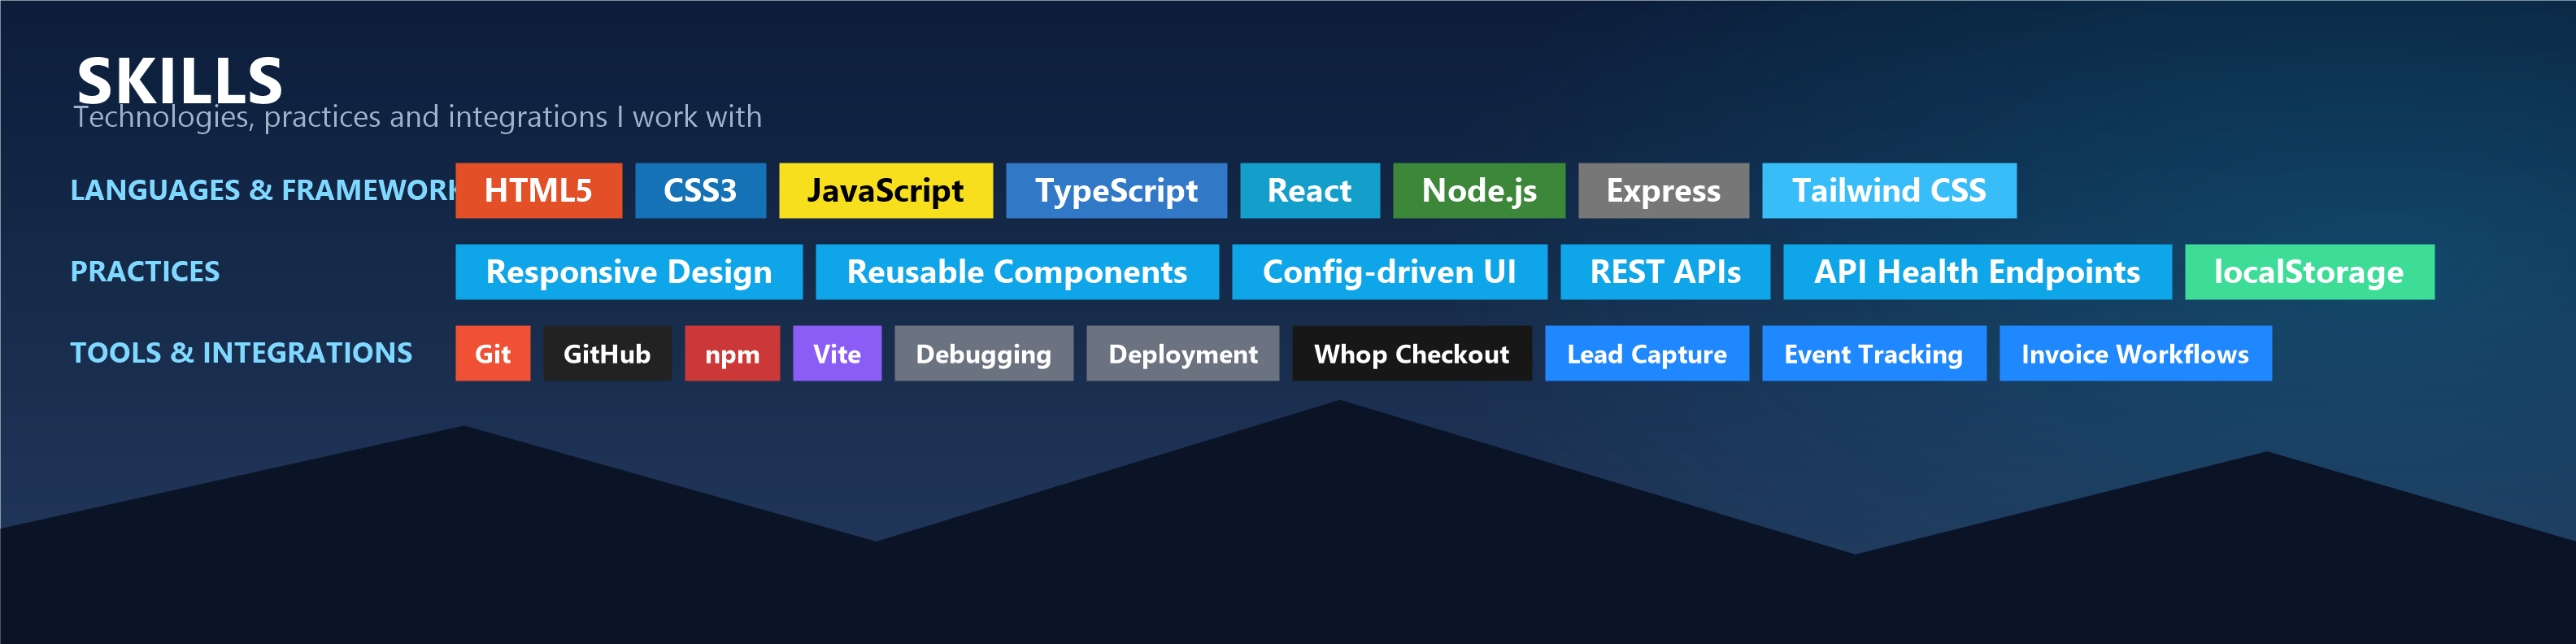 SKILLS
Technologies, practices and integrations I work with
LANGUAGES & FRAMEWORK HTML5 CSS3 JavaScript TypeScript React Node.js Express Tailwind CSS
PRACTICES Responsive Design Reusable Components Config-driven UI REST APIs API Health Endpoints localStorage
TOOLS & INTEGRATIONS Git GitHub npm Vite Debugging Deployment Whop Checkout Lead Capture Event Tracking Invoice Workflows